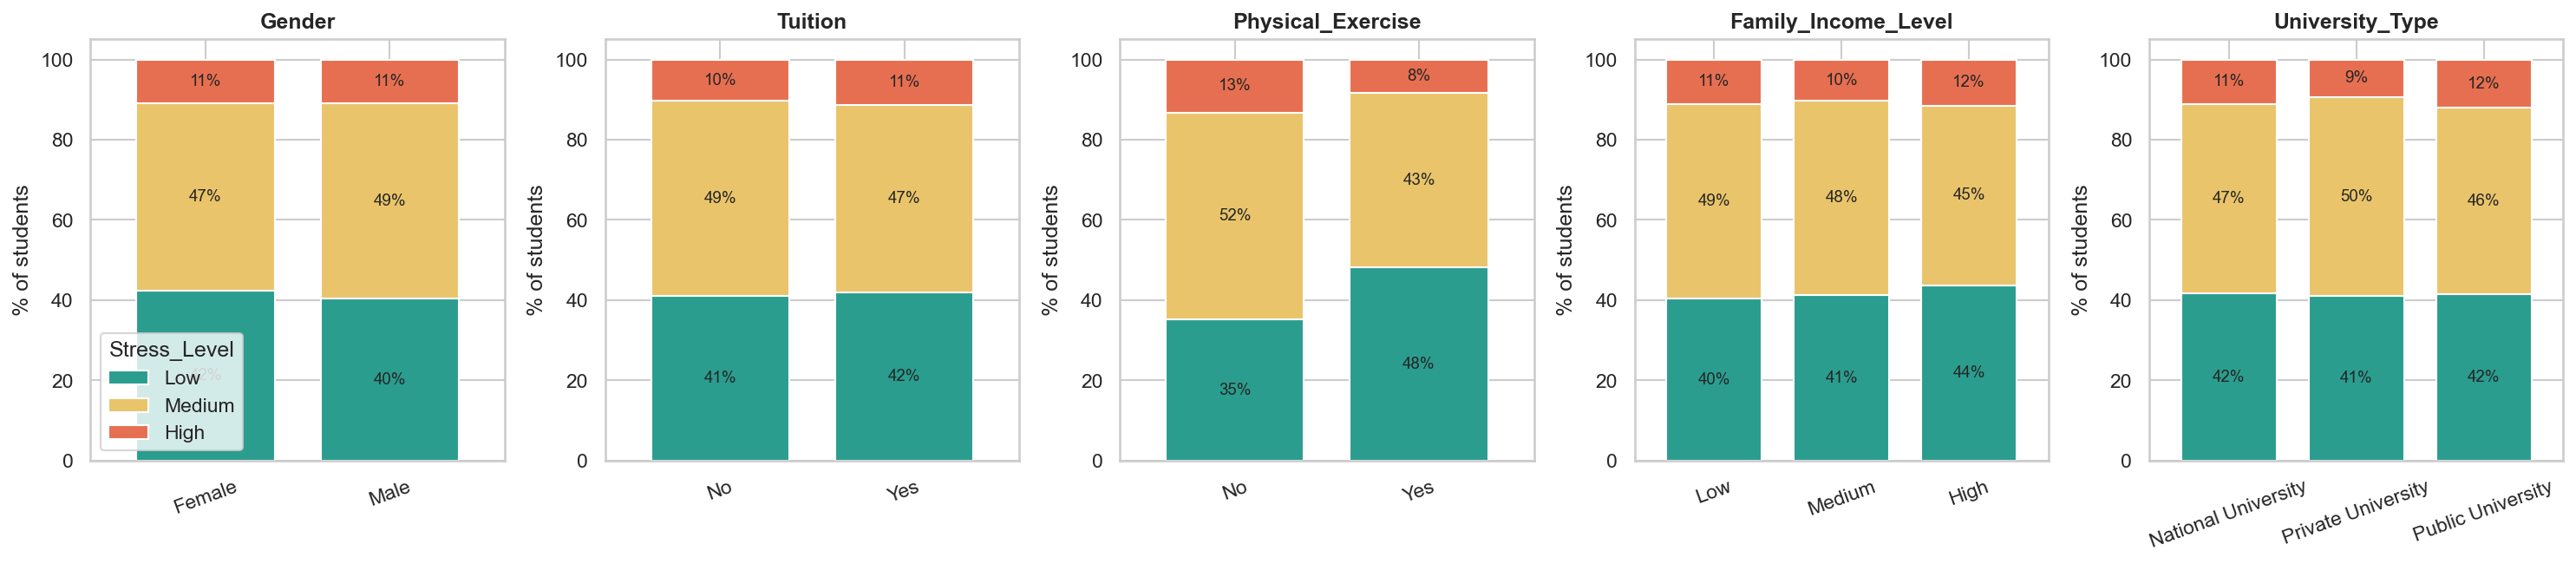 Gender
% of students
100
80
60
40
20
0
11%
47%
42%
11%
49%
40%
Stress_Level
Low
Medium
High
Female
Male
Tuition
% of students
100
80
60
40
20
0
10%
49%
41%
11%
47%
42%
No
Yes
Physical_Exercise
% of students
100
80
60
40
20
0
13%
52%
35%
8%
43%
48%
No
Yes
Family_Income_Level
% of students
100
80
60
40
20
0
11%
49%
40%
10%
48%
41%
12%
45%
44%
Low
Medium
High
University_Type
% of students
100
80
60
40
20
0
11%
47%
42%
9%
50%
41%
12%
46%
42%
National University
Private University
Public University